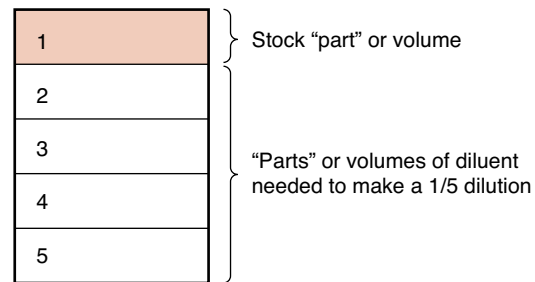 1
Stock “part” or volume
2
3
“Parts” or volumes of diluent
needed to make a 1/5 dilution
4
5